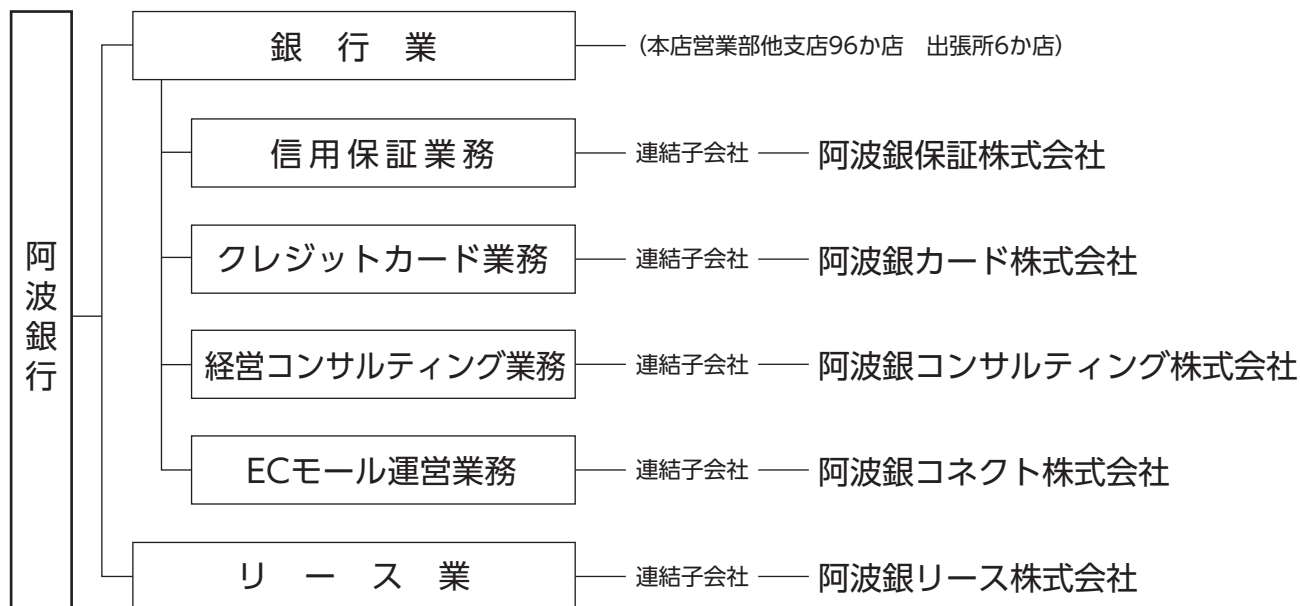 阿波銀行
銀行業 (本店営業部他支店96か店 出張所6か店)
信用保証業務 連結子会社 阿波銀保証株式会社
クレジットカード業務 連結子会社 阿波銀カード株式会社
経営コンサルティング業務 連結子会社 阿波銀コンサルティング株式会社
ECモール運営業務 連結子会社 阿波銀コネクト株式会社
リース業 連結子会社 阿波銀リース株式会社